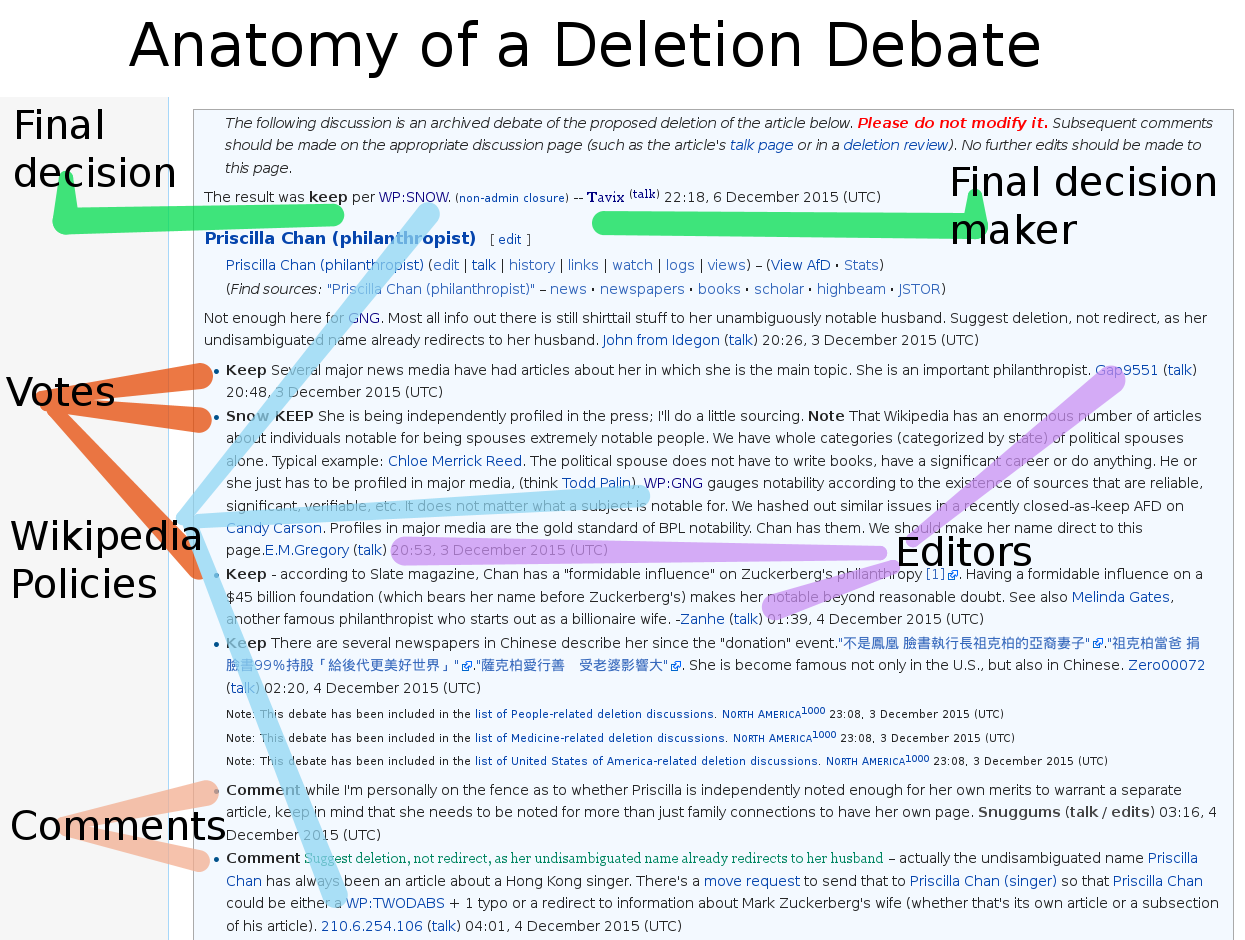 Anatomy of a Deletion Debate
Final
decision
The following discussion is an archived debate of the proposed deletion of the article below. Please do not modify it. Subsequent comments
should be made on the appropriate discussion page (such as the article's talk page or in a deletion review). No further edits should be made to
this page.
The result was keep per WP:SNOW. (non-admin closure) -- Tavix (talk) 22:18, 6 December 2015 (UTC)
Final decision
maker
Priscilla Chan (philanthropist) [ edit ]
Priscilla Chan (philanthropist) (edit | talk | history | links | watch | logs | views) – (View AfD · Stats)
(Find sources: "Priscilla Chan (philanthropist)" – news · newspapers · books · scholar · highbeam · JSTOR)
Not enough here for GNG. Most all info out there is still shirttail stuff to her unambiguously notable husband. Suggest deletion, not redirect, as her
undisambiguated name already redirects to her husband. John from Idegon (talk) 20:26, 3 December 2015 (UTC)
Votes
• Keep Several major news media have had articles about her in which she is the main topic. She is an important philanthropist. Gap9551 (talk)
20:48, 3 December 2015 (UTC)
• Snow KEEP She is being independently profiled in the press; I'll do a little sourcing. Note That Wikipedia has an enormous number of articles
about individuals notable for being spouses extremely notable people. We have whole categories (categorized by state) of political spouses
alone. Typical example: Chloe Merrick Reed. The political spouse does not have to write books, have a significant career or do anything. He or
she just has to be profiled in major media, (think Todd Palin). WP:GNG gauges notability according to the existence of sources that are reliable,
significant, verifiable, etc. It does not matter what a subject is notable for. We hashed out similar issues in a recently closed-as-keep AFD on
Candy Carson. Profiles in major media are the gold standard of BPL notability. Chan has them. We should make her name direct to this
page.E.M.Gregory (talk) 20:53, 3 December 2015 (UTC)
Wikipedia
Policies
Editors
• Keep - according to Slate magazine, Chan has a "formidable influence" on Zuckerberg's philanthropy [1]. Having a formidable influence on a
$45 billion foundation (which bears her name before Zuckerberg's) makes her notable beyond reasonable doubt. See also Melinda Gates,
another famous philanthropist who starts out as a billionaire wife. -Zanhe (talk) 01:39, 4 December 2015 (UTC)
• Keep There are several newspapers in Chinese describe her since the "donation" event."不是鳳凰 臉書執行長祖克柏的亞裔妻子"."祖克柏當爸 捐
臉書99%持股「給後代更美好世界」"."薩克柏愛行善 受老婆影響大". She is become famous not only in the U.S., but also in Chinese. Zero00072
(talk) 02:20, 4 December 2015 (UTC)
Note: This debate has been included in the list of People-related deletion discussions. North America1000 23:08, 3 December 2015 (UTC)
Note: This debate has been included in the list of Medicine-related deletion discussions. North America1000 23:08, 3 December 2015 (UTC)
Note: This debate has been included in the list of United States of America-related deletion discussions. North America1000 23:08, 3 December 2015 (UTC)
Comments
• Comment while I'm personally on the fence as to whether Priscilla is independently noted enough for her own merits to warrant a separate
article, keep in mind that she needs to be noted for more than just family connections to have her own page. Snuggums (talk / edits) 03:16, 4
December 2015 (UTC)
• Comment Suggest deletion, not redirect, as her undisambiguated name already redirects to her husband – actually the undisambiguated name Priscilla
Chan has always been an article about a Hong Kong singer. There's a move request to send that to Priscilla Chan (singer) so that Priscilla Chan
could be either a WP:TWODABS + 1 typo or a redirect to information about Mark Zuckerberg's wife (whether that's its own article or a subsection
of his article). 210.6.254.106 (talk) 04:01, 4 December 2015 (UTC)